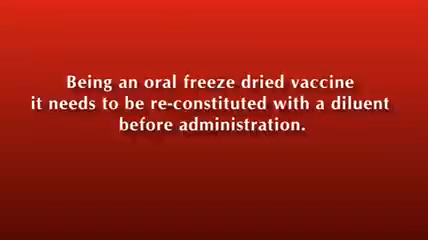 Being an oral freeze dried vaccine
it needs to be re-constituted with a diluent
before administration.